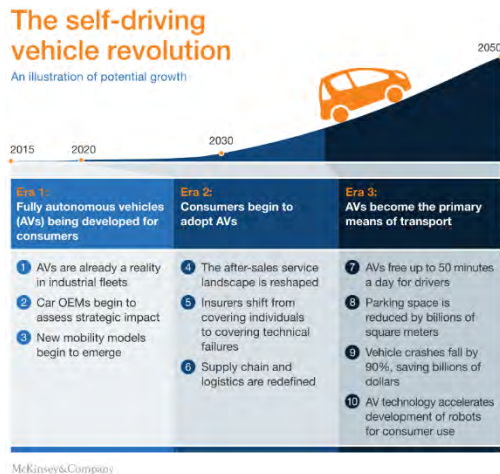 The self-driving
vehicle revolution
An illustration of potential growth
2015
2020
2030
2050
Era 1:
Fully autonomous vehicles
(AVs) being developed for
consumers
1 AVs are already a reality
in industrial fleets
2 Car OEMs begin to
assess strategic impact
3 New mobility models
begin to emerge
Era 2:
Consumers begin to
adopt AVs
4 The after-sales service
landscape is reshaped
5 Insurers shift from
covering individuals
to covering technical
failures
6 Supply chain and
logistics are redefined
Era 3:
AVs become the primary
means of transport
7 AVs free up to 50 minutes
a day for drivers
8 Parking space is
reduced by billions of
square meters
9 Vehicle crashes fall by
90%, saving billions of
dollars
10 AV technology accelerates
development of robots
for consumer use
McKinsey&Company